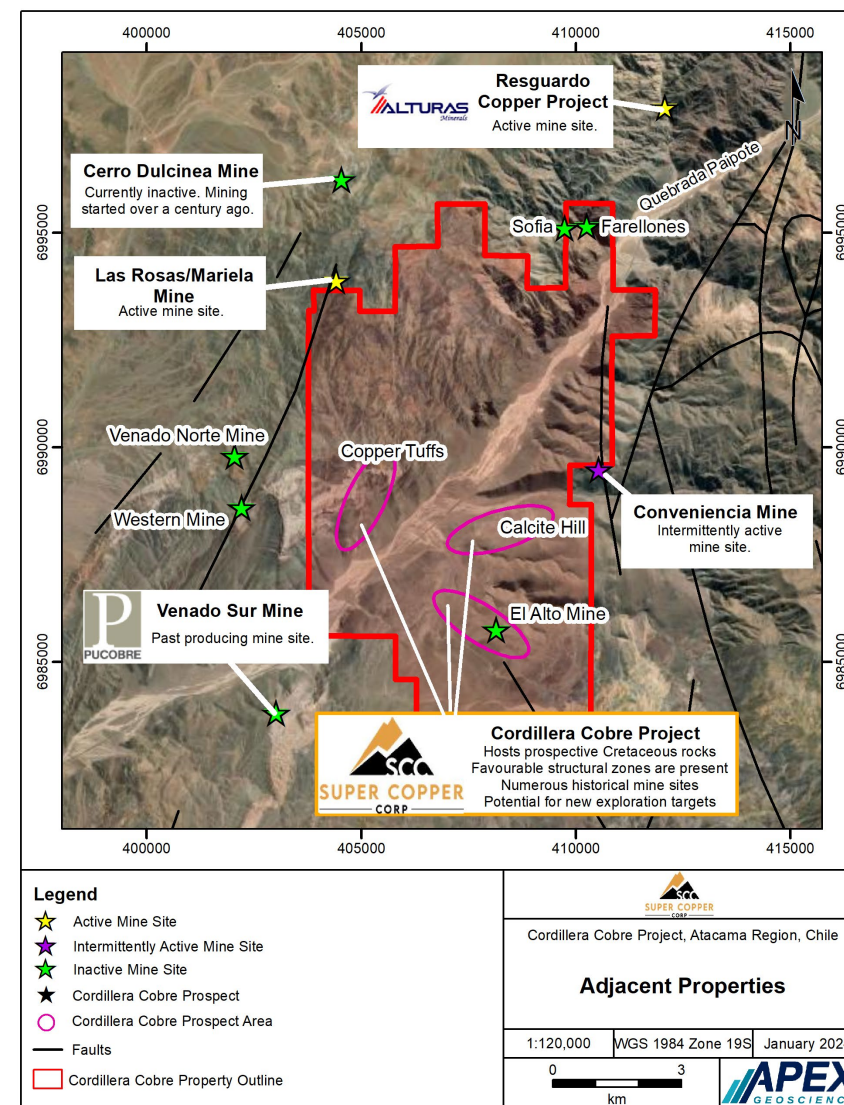 400000 405000 410000 415000
ALTURAS
Minerals
Resguardo
Copper Project
Active mine site.
N
Cerro Dulcinea Mine
Currently inactive. Mining
started over a century ago.
Quebrada Paipote
6995000
Sofia
Farellones
6995000
Las Rosas/Mariela
Mine
Active mine site.
6990000
Venado Norte Mine
Copper Tuffs
6990000
Western Mine
Calcite Hill
Conveniencia Mine
Intermittently active
mine site.
P
PUCOBRE
Venado Sur Mine
Past producing mine site.
El Alto Mine
6985000
6985000
SCC
SUPER COPPER
CORP
Cordillera Cobre Project
Hosts prospective Cretaceous rocks
Favourable structural zones are present
Numerous historical mine sites
Potential for new exploration targets
400000 405000 410000 415000
Legend
Active Mine Site
Intermittently Active Mine Site
Inactive Mine Site
Cordillera Cobre Prospect
Cordillera Cobre Prospect Area
Faults
Cordillera Cobre Property Outline
SCC
SUPER COPPER
CORP
Cordillera Cobre Project, Atacama Region, Chile
Adjacent Properties
1:120,000 WGS 1984 Zone 19S January
0 3
km
APEX
GEOSCIENC